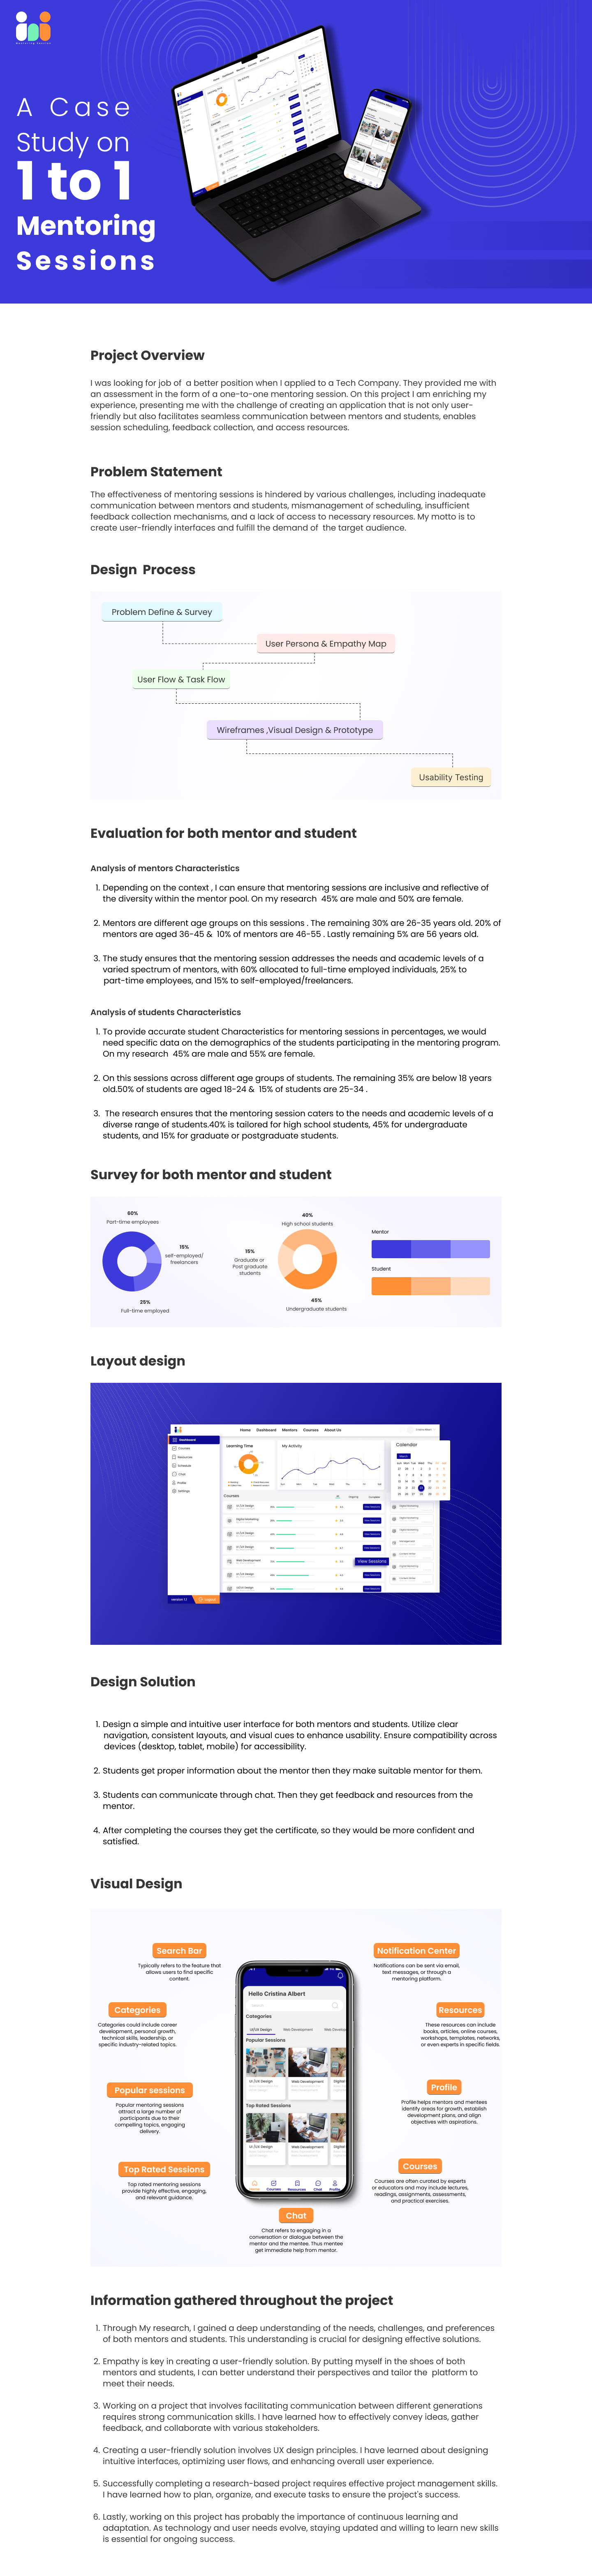 Mentoring Session
A Case
Study on
1 to 1
Mentoring
Sessions
Project Overview
I was looking for job of a better position when I applied to a Tech Company. They provided me with
an assessment in the form of a one-to-one mentoring session. On this project I am enriching my
experience, presenting me with the challenge of creating an application that is not only user-
friendly but also facilitates seamless communication between mentors and students, enables
session scheduling, feedback collection, and access resources.
Problem Statement
The effectiveness of mentoring sessions is hindered by various challenges, including inadequate
communication between mentors and students, mismanagement of scheduling, insufficient
feedback collection mechanisms, and a lack of access to necessary resources. My motto is to
create user-friendly interfaces and fulfill the demand of the target audience.
Design Process
Problem Define & Survey
User Persona & Empathy Map
User Flow & Task Flow
Wireframes ,Visual Design & Prototype
Usability Testing
Evaluation for both mentor and student
Analysis of mentors Characteristics
1. Depending on the context , I can ensure that mentoring sessions are inclusive and reflective of
the diversity within the mentor pool. On my research 45% are male and 50% are female.
2. Mentors are different age groups on this sessions . The remaining 30% are 26-35 years old. 20% of
mentors are aged 36-45 & 10% of mentors are 46-55 . Lastly remaining 5% are 56 years old.
3. The study ensures that the mentoring session addresses the needs and academic levels of a
varied spectrum of mentors, with 60% allocated to full-time employed individuals, 25% to
part-time employees, and 15% to self-employed/freelancers.
Analysis of students Characteristics
1. To provide accurate student Characteristics for mentoring sessions in percentages, we would
need specific data on the demographics of the students participating in the mentoring program.
On my research 45% are male and 55% are female.
2. On this sessions across different age groups of students. The remaining 35% are below 18 years
old.50% of students are aged 18-24 & 15% of students are 25-34 .
3. The research ensures that the mentoring session caters to the needs and academic levels of a
diverse range of students.40% is tailored for high school students, 45% for undergraduate
students, and 15% for graduate or postgraduate students.
Survey for both mentor and student
60%
Part-time employees
15%
self-employed/
freelancers
25%
Full-time employed
40%
High school students
15%
Graduate or
Post graduate
students
45%
Undergraduate students
Mentor
Student
Layout design
Home Dashboard Mentors Courses About Us
Dashboard
Courses
Resources
Schedule
Chat
Profile
Settings
Learning Time
My Activity
Calendar
Courses
UI/UX Design
Digital Marketing
Web Development
View Sessions
version 1.1
Design Solution
1. Design a simple and intuitive user interface for both mentors and students. Utilize clear
navigation, consistent layouts, and visual cues to enhance usability. Ensure compatibility across
devices (desktop, tablet, mobile) for accessibility.
2. Students get proper information about the mentor then they make suitable mentor for them.
3. Students can communicate through chat. Then they get feedback and resources from the
mentor.
4. After completing the courses they get the certificate, so they would be more confident and
satisfied.
Visual Design
Search Bar
Typically refers to the feature that
allows users to find specific
content.
Notification Center
Notifications can be sent via email,
text messages, or through a
mentoring platform.
Categories
Categories could include career
development, personal growth,
technical skills, leadership, or
specific industry-related topics.
Resources
These resources can include
books, articles, online courses,
workshops, templates, networks,
or even experts in specific fields.
Popular sessions
Popular mentoring sessions
attract a large number of
participants due to their
compelling topics, engaging
delivery.
Profile
Profile helps mentors and mentees
identify areas for growth, establish
development plans, and align
objectives with aspirations.
Top Rated Sessions
Top rated mentoring sessions
provide highly effective, engaging,
and relevant guidance.
Courses
Courses are often curated by experts
or educators and may include lectures,
readings, assignments, assessments,
and practical exercises.
Hello Cristina Albert
Categories
UI/UX Design Web Development Web Develop
Popular Sessions
UI /UX Design Web Development Digital
Top Rated Sessions
UI /UX Design Web Development Digital
Courses Resources Chat Profile
Chat
Chat refers to engaging in a
conversation or dialogue between the
mentor and the mentee. Thus mentee
get immediate help from mentor.
Information gathered throughout the project
1. Through My research, I gained a deep understanding of the needs, challenges, and preferences
of both mentors and students. This understanding is crucial for designing effective solutions.
2. Empathy is key in creating a user-friendly solution. By putting myself in the shoes of both
mentors and students, I can better understand their perspectives and tailor the platform to
meet their needs.
3. Working on a project that involves facilitating communication between different generations
requires strong communication skills. I have learned how to effectively convey ideas, gather
feedback, and collaborate with various stakeholders.
4. Creating a user-friendly solution involves UX design principles. I have learned about designing
intuitive interfaces, optimizing user flows, and enhancing overall user experience.
5. Successfully completing a research-based project requires effective project management skills.
I have learned how to plan, organize, and execute tasks to ensure the project's success.
6. Lastly, working on this project has probably the importance of continuous learning and
adaptation. As technology and user needs evolve, staying updated and willing to learn new skills
is essential for ongoing success.